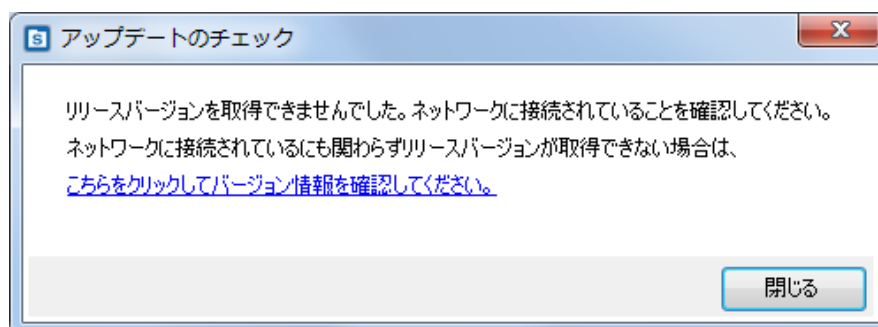 アップデートのチェック
リリースバージョンを取得できませんでした。ネットワークに接続されていることを確認してください。
ネットワークに接続されているにも関わらずリリースバージョンが取得できない場合は、
こちらをクリックしてバージョン情報を確認してください。
閉じる